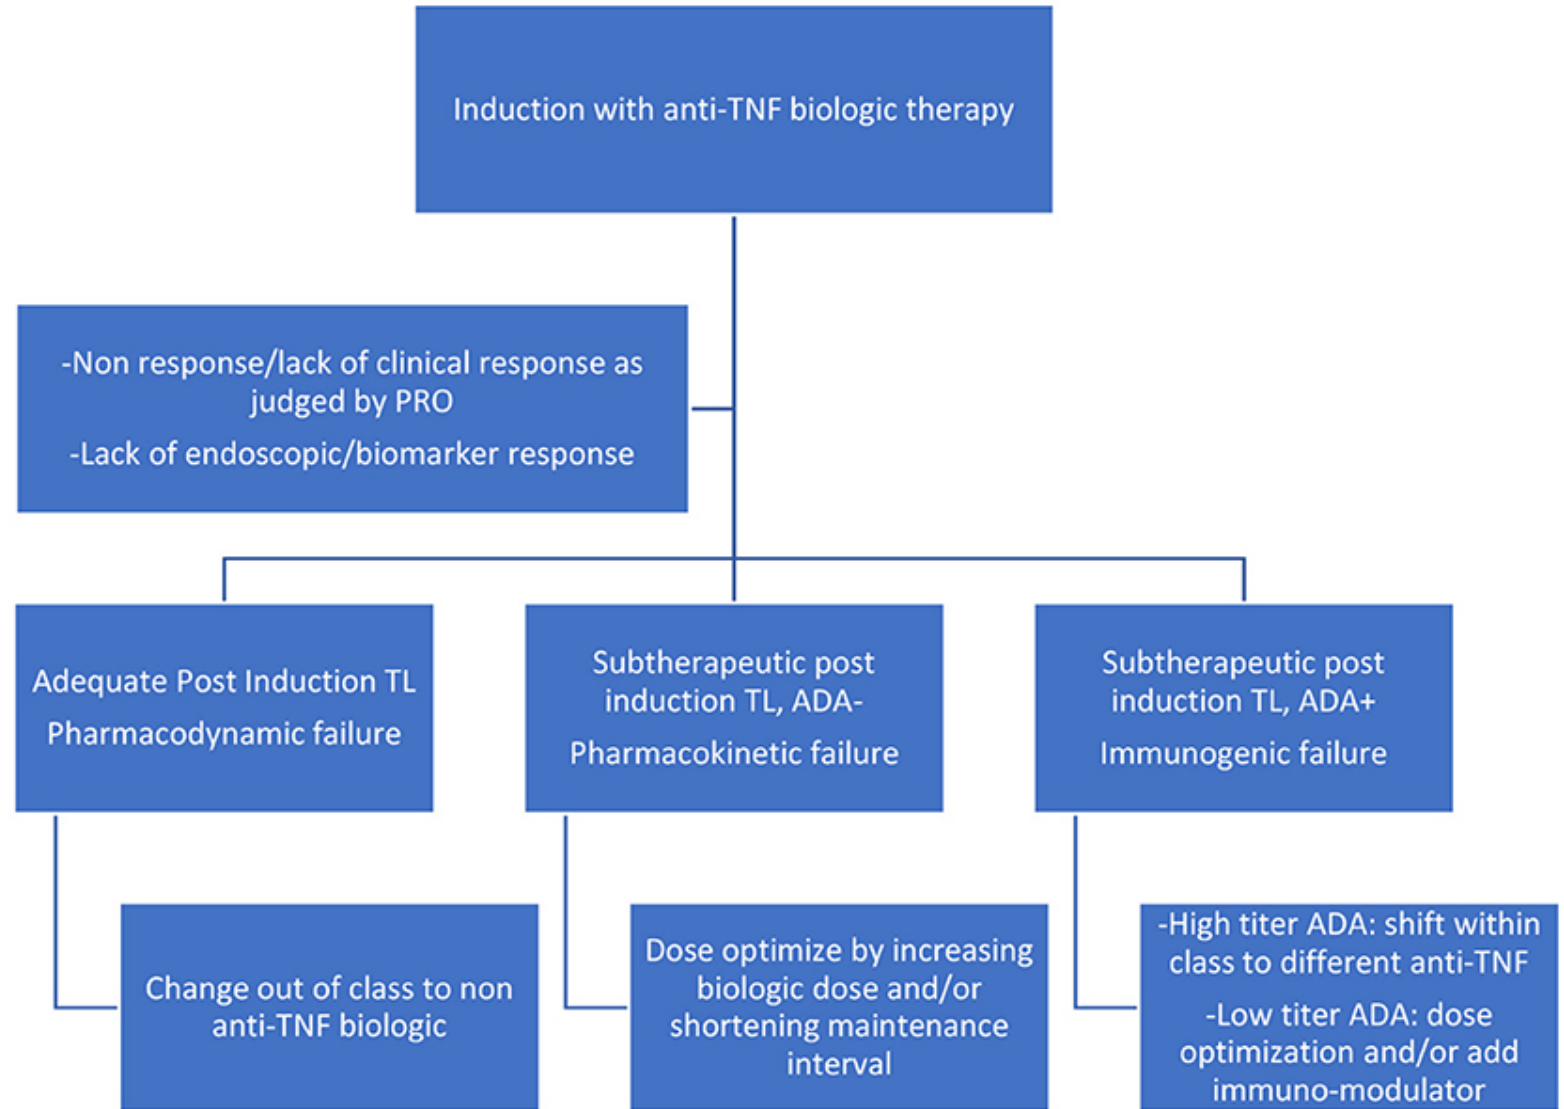 Induction with anti-TNF biologic therapy
-Non response/lack of clinical response as
judged by PRO
-Lack of endoscopic/biomarker response
Adequate Post Induction TL
Pharmacodynamic failure
Subtherapeutic post
induction TL, ADA-
Pharmacokinetic failure
Subtherapeutic post
induction TL, ADA+
Immunogenic failure
Change out of class to non
anti-TNF biologic
Dose optimize by increasing
biologic dose and/or
shortening maintenance
interval
-High titer ADA: shift within
class to different anti-TNF
-Low titer ADA: dose
optimization and/or add
immuno-modulator